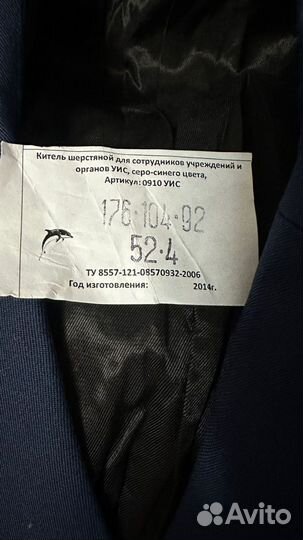 Китель шерстяной для сотрудников учреждений и
органов УИС, серо-синего цвета,
Артикул: 0910 УИС
176·104·92
52·4
ТУ 8557-121-08570932-2006
Год изготовления: 2014г.
Avito